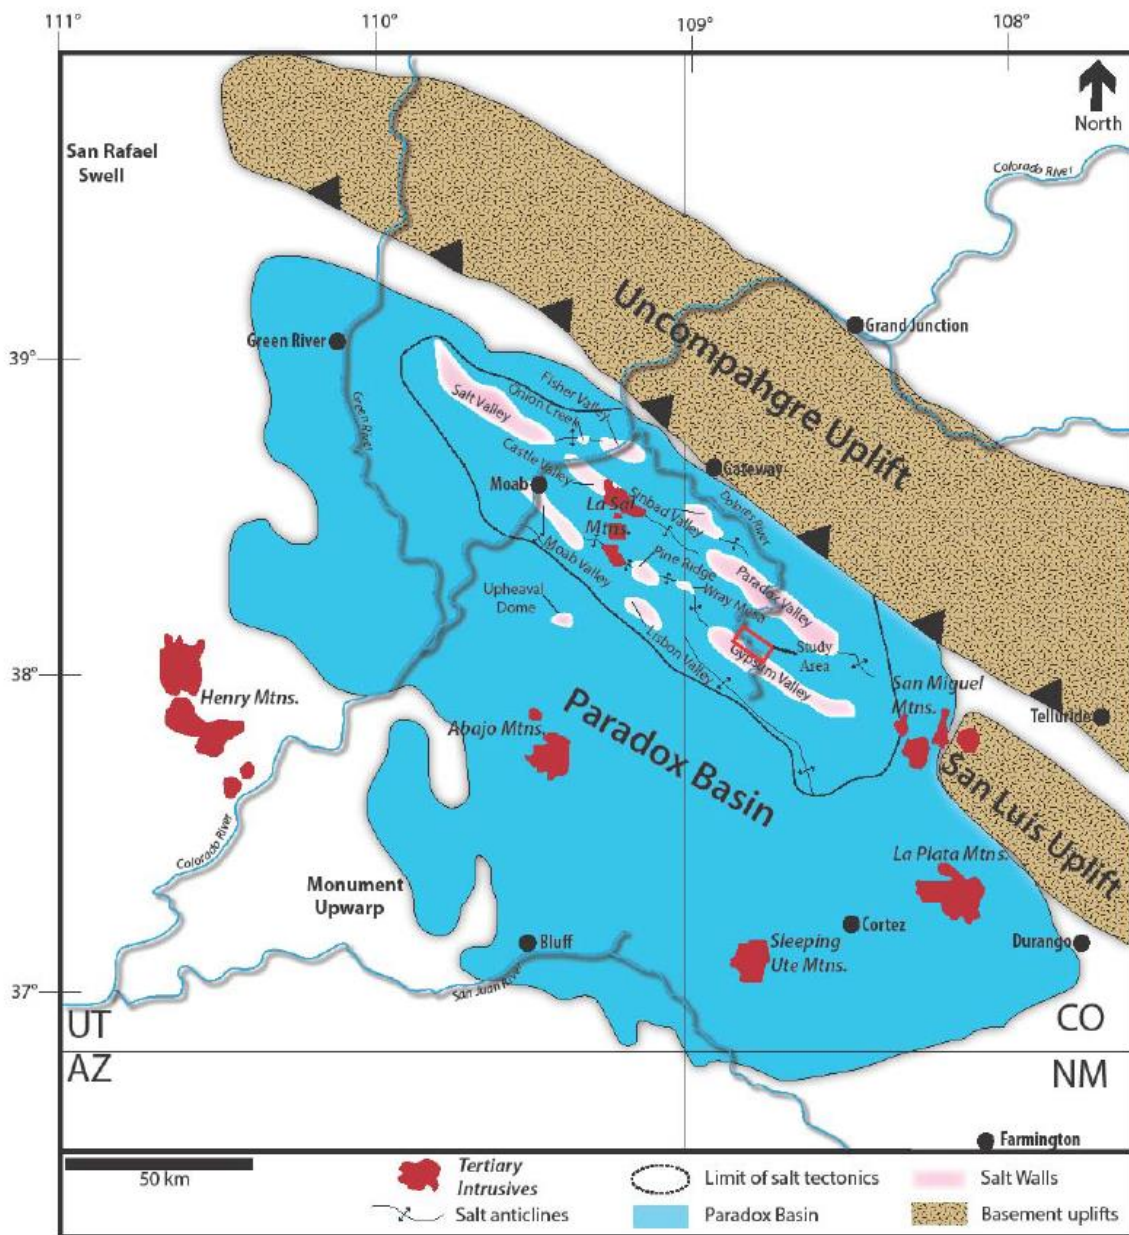 111°
110°
109°
108°
North
San Rafael
Swell
Colorado River
Uncompahgre Uplift
Grand Junction
39°
Green River
Green River
Salt Valley
Onion Creek
Fisher Valley
Castle Valley
Moab
La Sal
Mtns.
Sinbad Valley
Gateway
Dolores River
Moab Valley
Pine Ridge
Paradox Valley
Wray Mesa
Upheaval
Dome
Lisbon Valley
Study
Area
Gypsum Valley
38°
Henry Mtns.
San Miguel
Mtns.
Telluride
Abajo Mtns.
Paradox Basin
San Luis Uplift
Colorado River
La Plata Mtns.
Monument
Upwarp
Cortez
Bluff
Sleeping
Ute Mtns.
Durango
San Juan River
37°
UT
CO
AZ
NM
Farmington
50 km
Tertiary
Intrusives
Limit of salt tectonics
Salt Walls
Salt anticlines
Paradox Basin
Basement uplifts